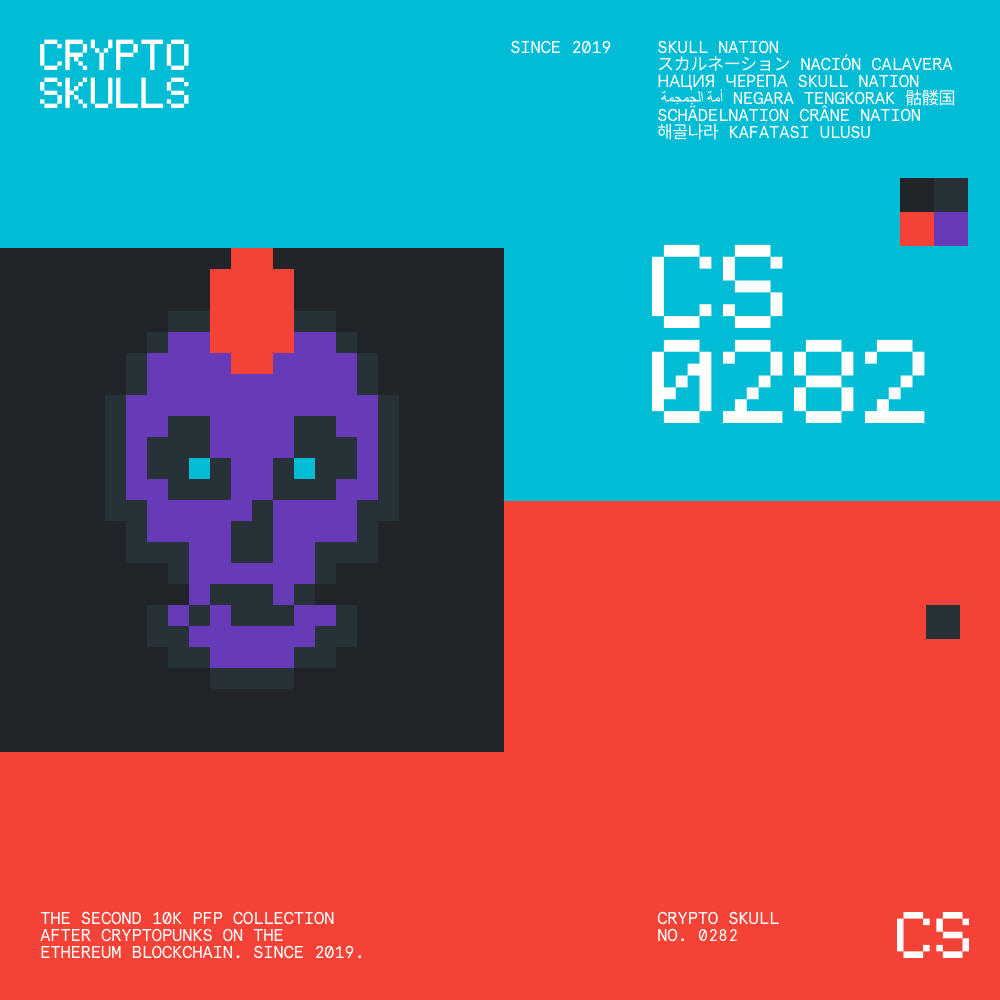 CRYPTO
SKULLS
SINCE 2019
SKULL NATION
スカルネーション NACIÓN CALAVERA
НАЦИЯ ЧЕРЕПА SKULL NATION
أمة الجمجمة NEGARA TENGKORAK 骷髅国
SCHÄDELNATION CRÂNE NATION
해골나라 KAFATASI ULUSU
CS
0282
THE SECOND 10K PFP COLLECTION
AFTER CRYPTOPUNKS ON THE
ETHEREUM BLOCKCHAIN. SINCE 2019.
CRYPTO SKULL
NO. 0282
CS